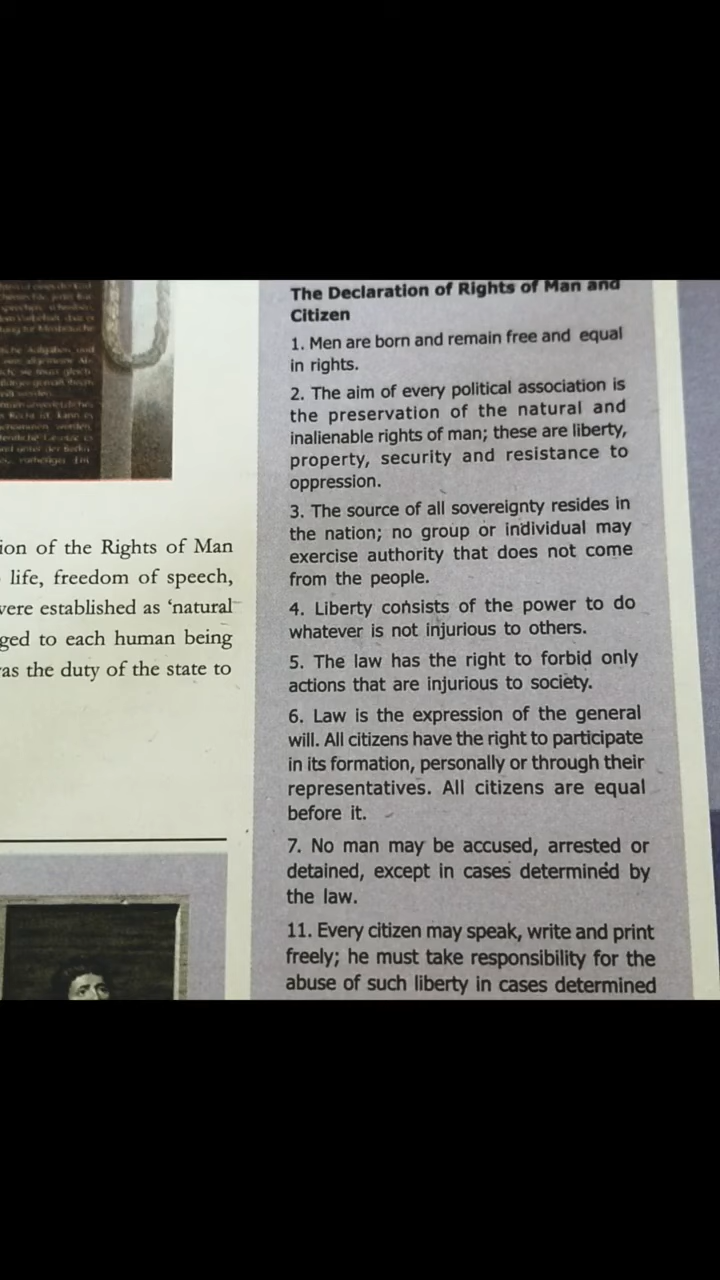 ion of the Rights of Man
life, freedom of speech,
were established as ‘natural
ged to each human being
as the duty of the state to
The Declaration of Rights of Man and
Citizen
1. Men are born and remain free and equal
in rights.
2. The aim of every political association is
the preservation of the natural and
inalienable rights of man; these are liberty,
property, security and resistance to
oppression.
3. The source of all sovereignty resides in
the nation; no group or individual may
exercise authority that does not come
from the people.
4. Liberty consists of the power to do
whatever is not injurious to others.
5. The law has the right to forbid only
actions that are injurious to society.
6. Law is the expression of the general
will. All citizens have the right to participate
in its formation, personally or through their
representatives. All citizens are equal
before it.
7. No man may be accused, arrested or
detained, except in cases determined by
the law.
11. Every citizen may speak, write and print
freely; he must take responsibility for the
abuse of such liberty in cases determined